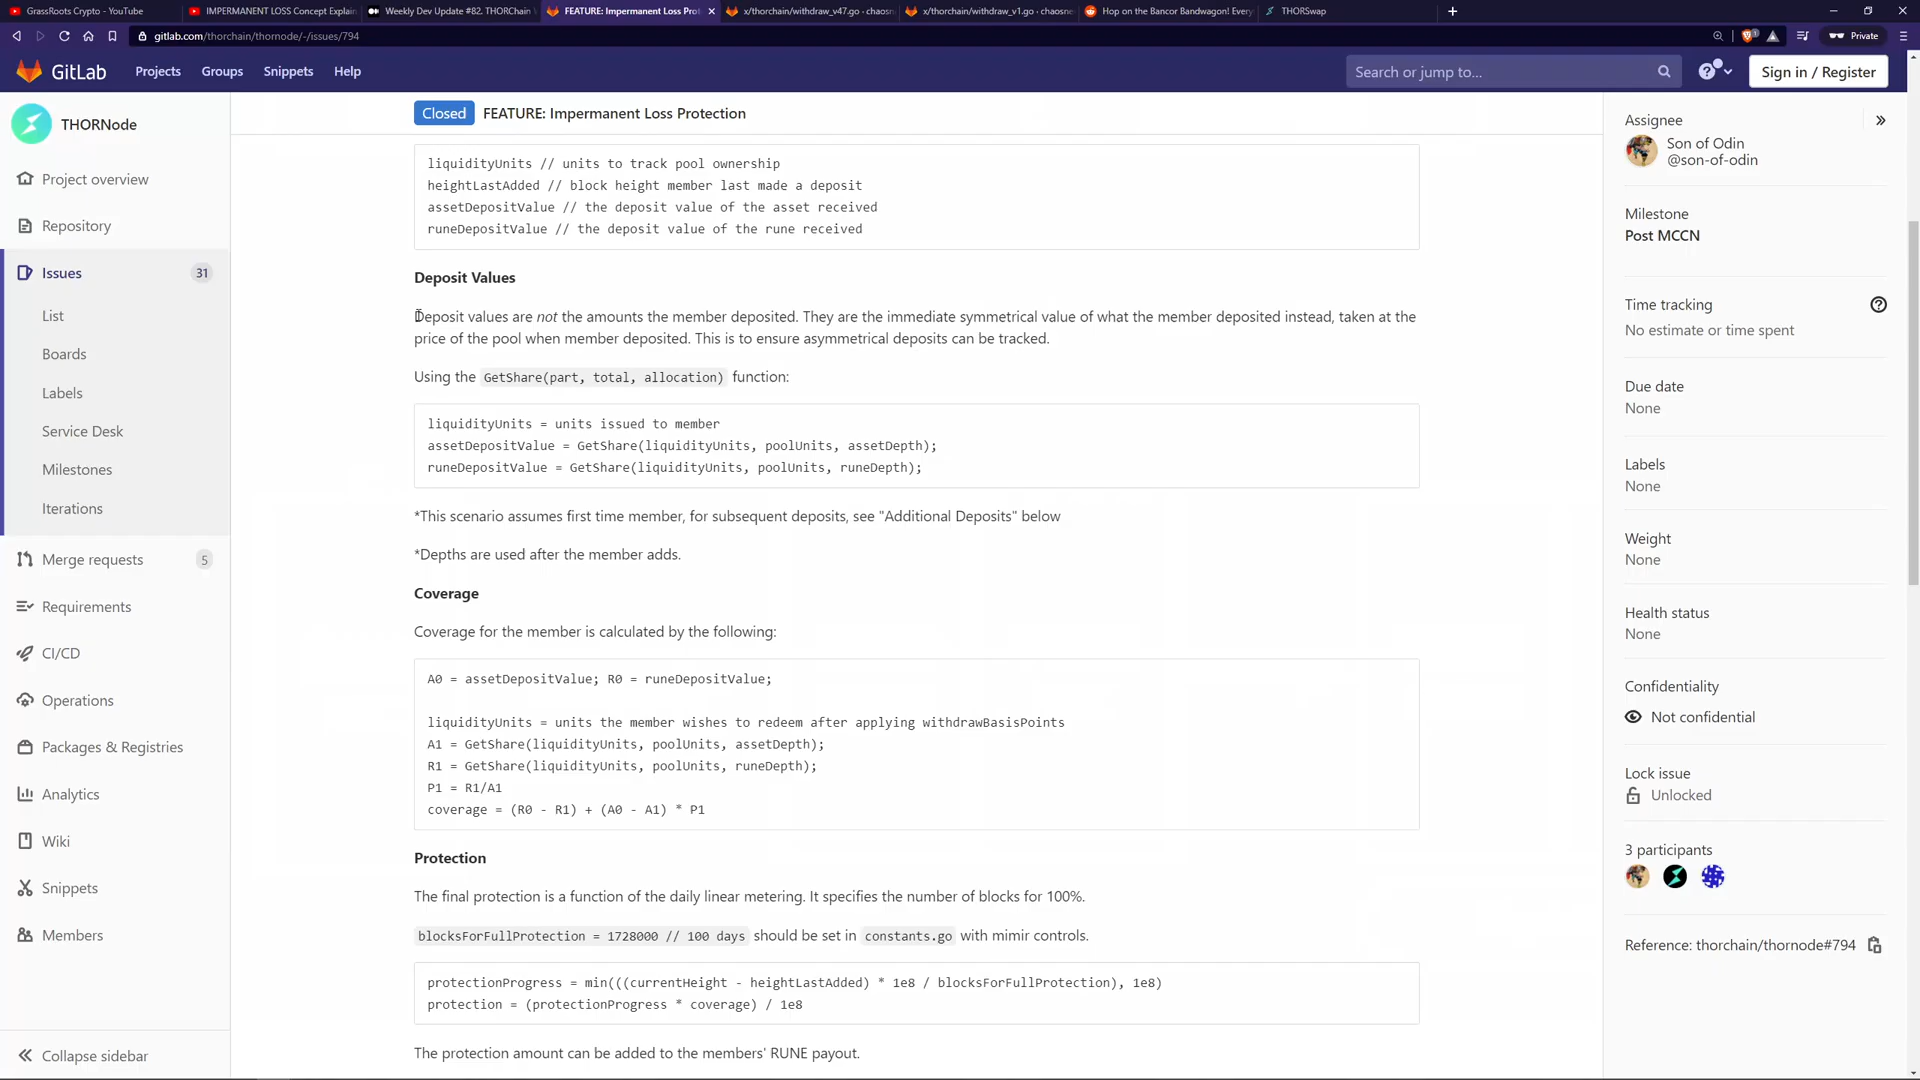 GrassRoots Crypto - YouTube
IMPERMANENT LOSS Concept Explain
Weekly Dev Update #82, THORChain
FEATURE: Impermanent Loss Pro
x/thorchain/withdraw_v47.go · chaosn
x/thorchain/withdraw_v1.go · chaosne
Hop on the Bancor Bandwagon! Every
THORSwap
gitlab.com/thorchain/thornode/-/issues/794
Private
GitLab
Projects
Groups
Snippets
Help
Search or jump to...
Sign in / Register
THORNode
Project overview
Repository
Issues 31
List
Boards
Labels
Service Desk
Milestones
Iterations
Merge requests 5
Requirements
CI/CD
Operations
Packages & Registries
Analytics
Wiki
Snippets
Members
Collapse sidebar
Closed FEATURE: Impermanent Loss Protection
liquidityUnits // units to track pool ownership
heightLastAdded // block height member last made a deposit
assetDepositValue // the deposit value of the asset received
runeDepositValue // the deposit value of the rune received
Deposit Values
Deposit values are not the amounts the member deposited. They are the immediate symmetrical value of what the member deposited instead, taken at the
price of the pool when member deposited. This is to ensure asymmetrical deposits can be tracked.
Using the GetShare(part, total, allocation) function:
liquidityUnits = units issued to member
assetDepositValue = GetShare(liquidityUnits, poolUnits, assetDepth);
runeDepositValue = GetShare(liquidityUnits, poolUnits, runeDepth);
*This scenario assumes first time member, for subsequent deposits, see "Additional Deposits" below
*Depths are used after the member adds.
Coverage
Coverage for the member is calculated by the following:
A0 = assetDepositValue; R0 = runeDepositValue;
liquidityUnits = units the member wishes to redeem after applying withdrawBasisPoints
A1 = GetShare(liquidityUnits, poolUnits, assetDepth);
R1 = GetShare(liquidityUnits, poolUnits, runeDepth);
P1 = R1/A1
coverage = (R0 - R1) + (A0 - A1) * P1
Protection
The final protection is a function of the daily linear metering. It specifies the number of blocks for 100%.
blocksForFullProtection = 1728000 // 100 days should be set in constants.go with mimir controls.
protectionProgress = min(((currentHeight - heightLastAdded) * 1e8 / blocksForFullProtection), 1e8)
protection = (protectionProgress * coverage) / 1e8
The protection amount can be added to the members' RUNE payout.
Assignee
Son of Odin
@son-of-odin
Milestone
Post MCCN
Time tracking
No estimate or time spent
Due date
None
Labels
None
Weight
None
Health status
None
Confidentiality
Not confidential
Lock issue
Unlocked
3 participants
Reference: thorchain/thornode#794